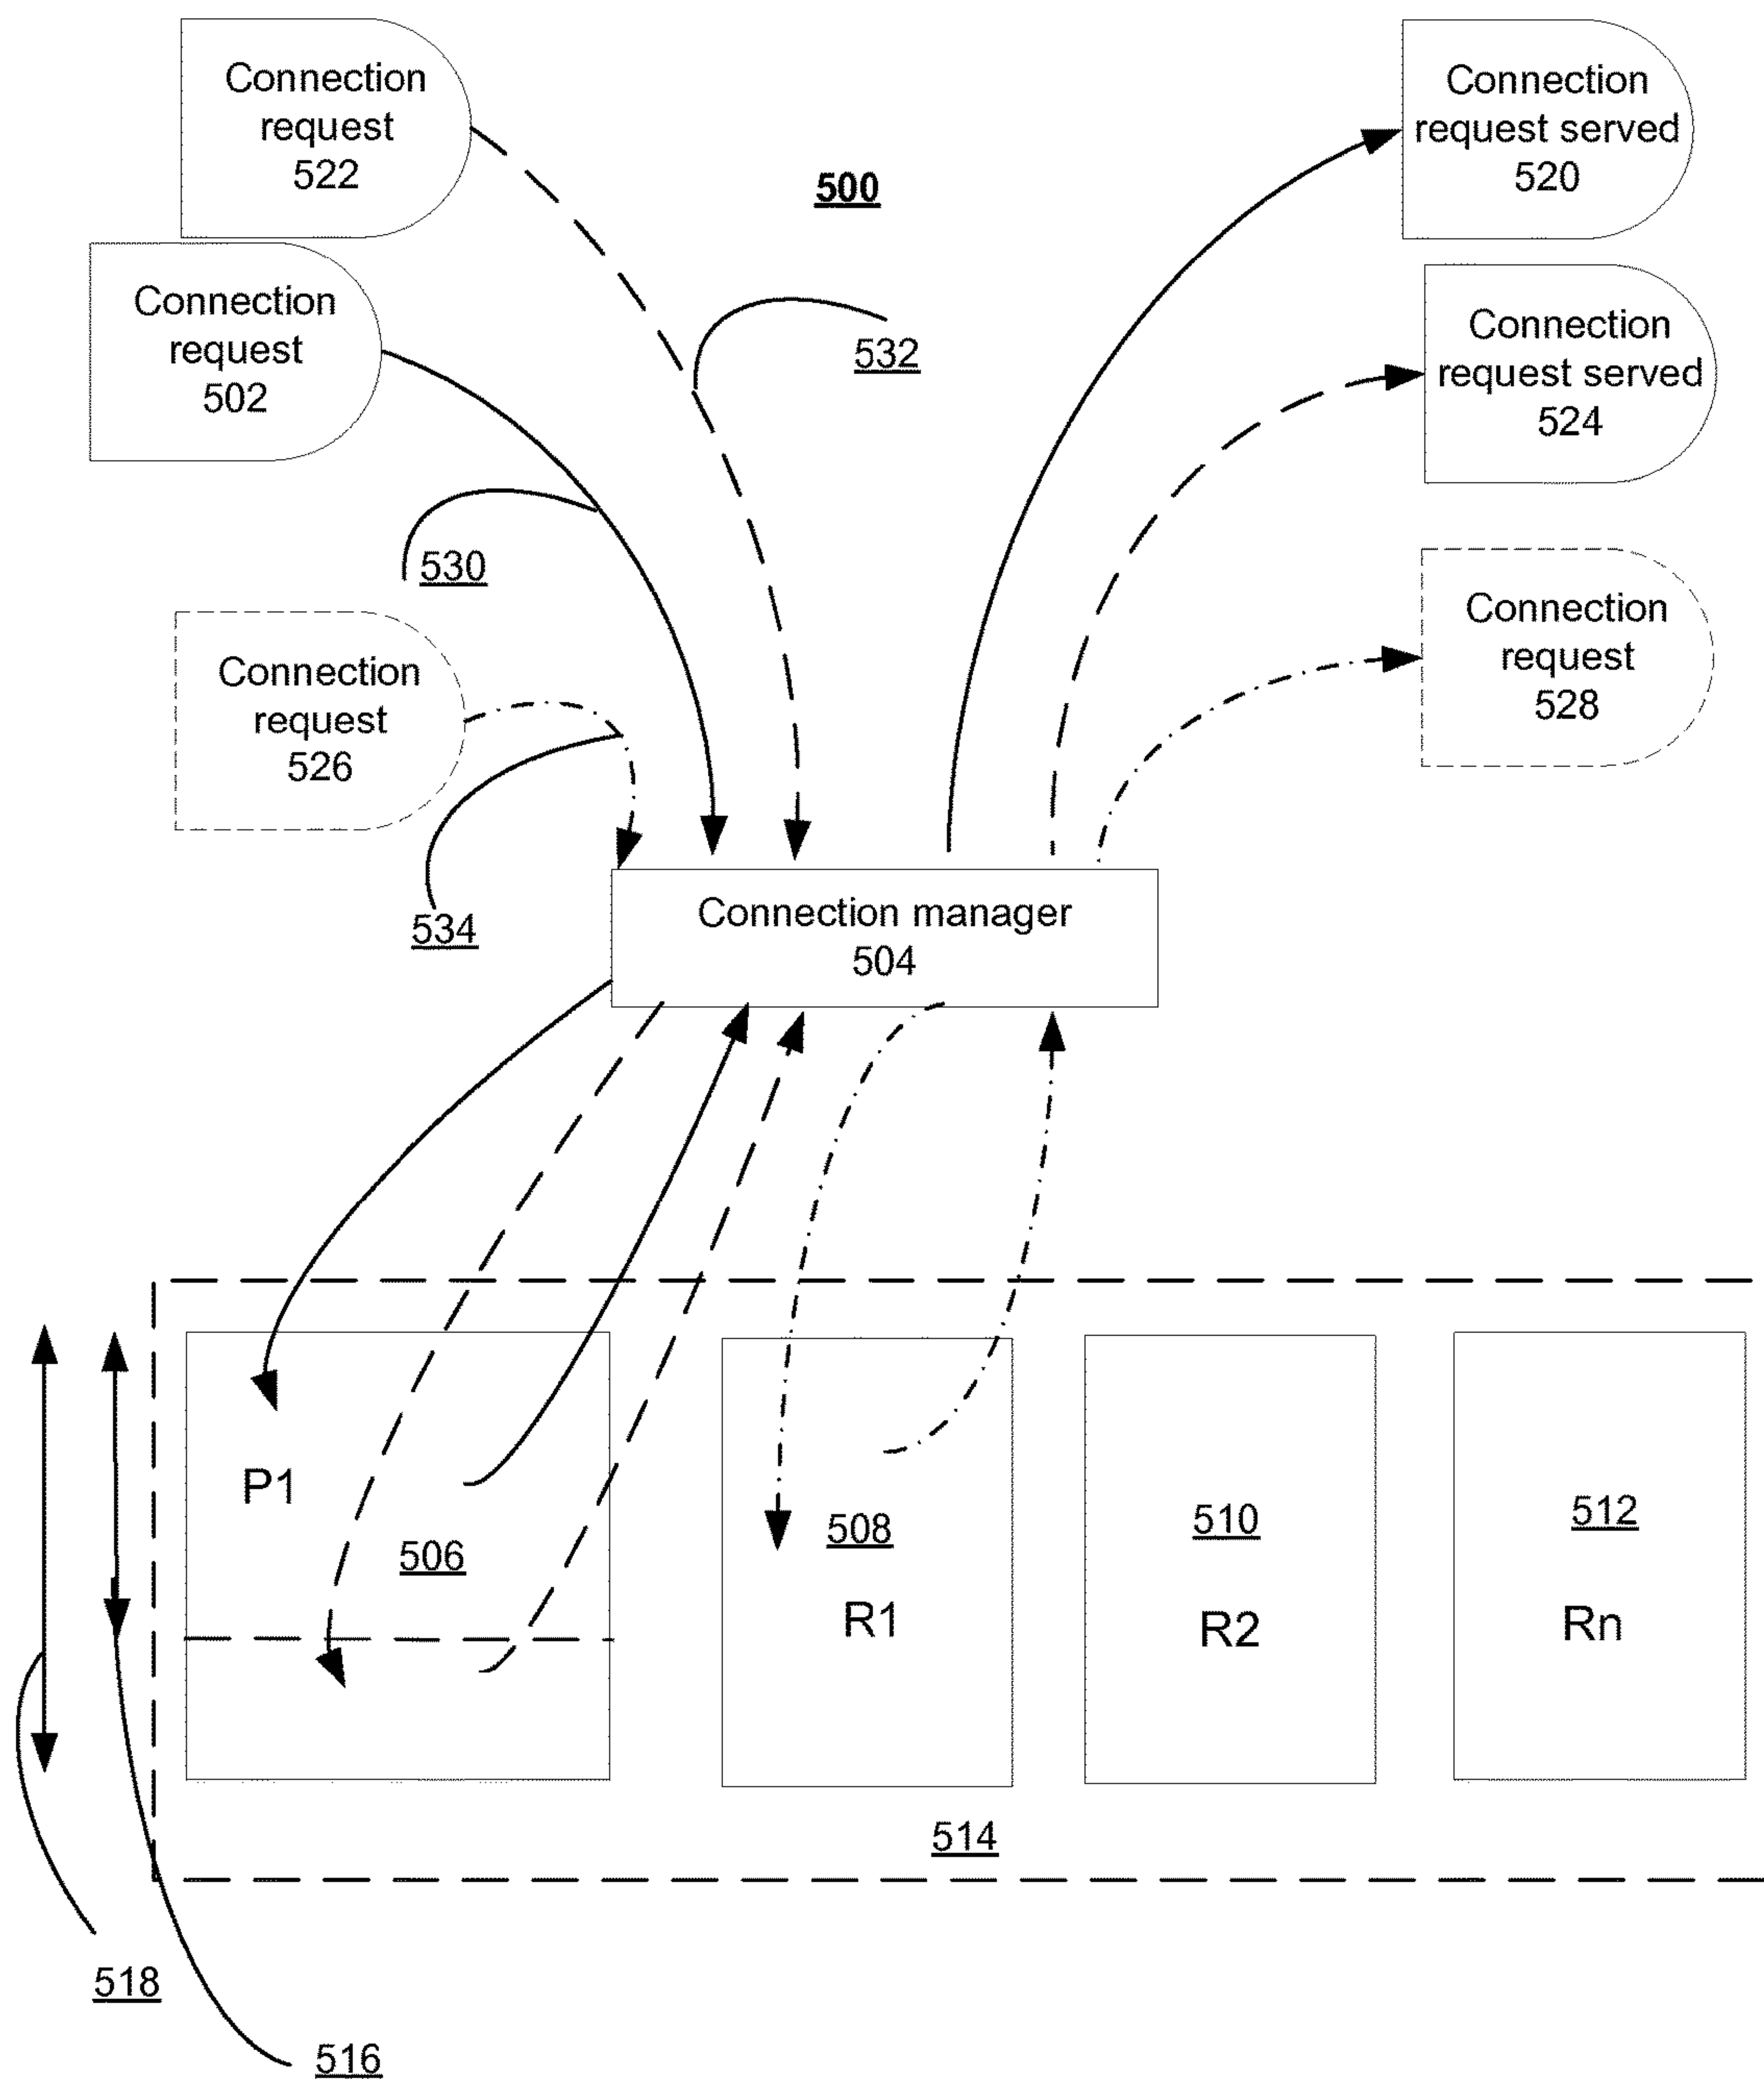 Connection
request
522
Connection
request served
520
500
Connection
request
502
Connection
request served
524
532
530
Connection
request
526
Connection
request
528
534
Connection manager
504
P1
506
508
R1
510
R2
512
Rn
514
518
516